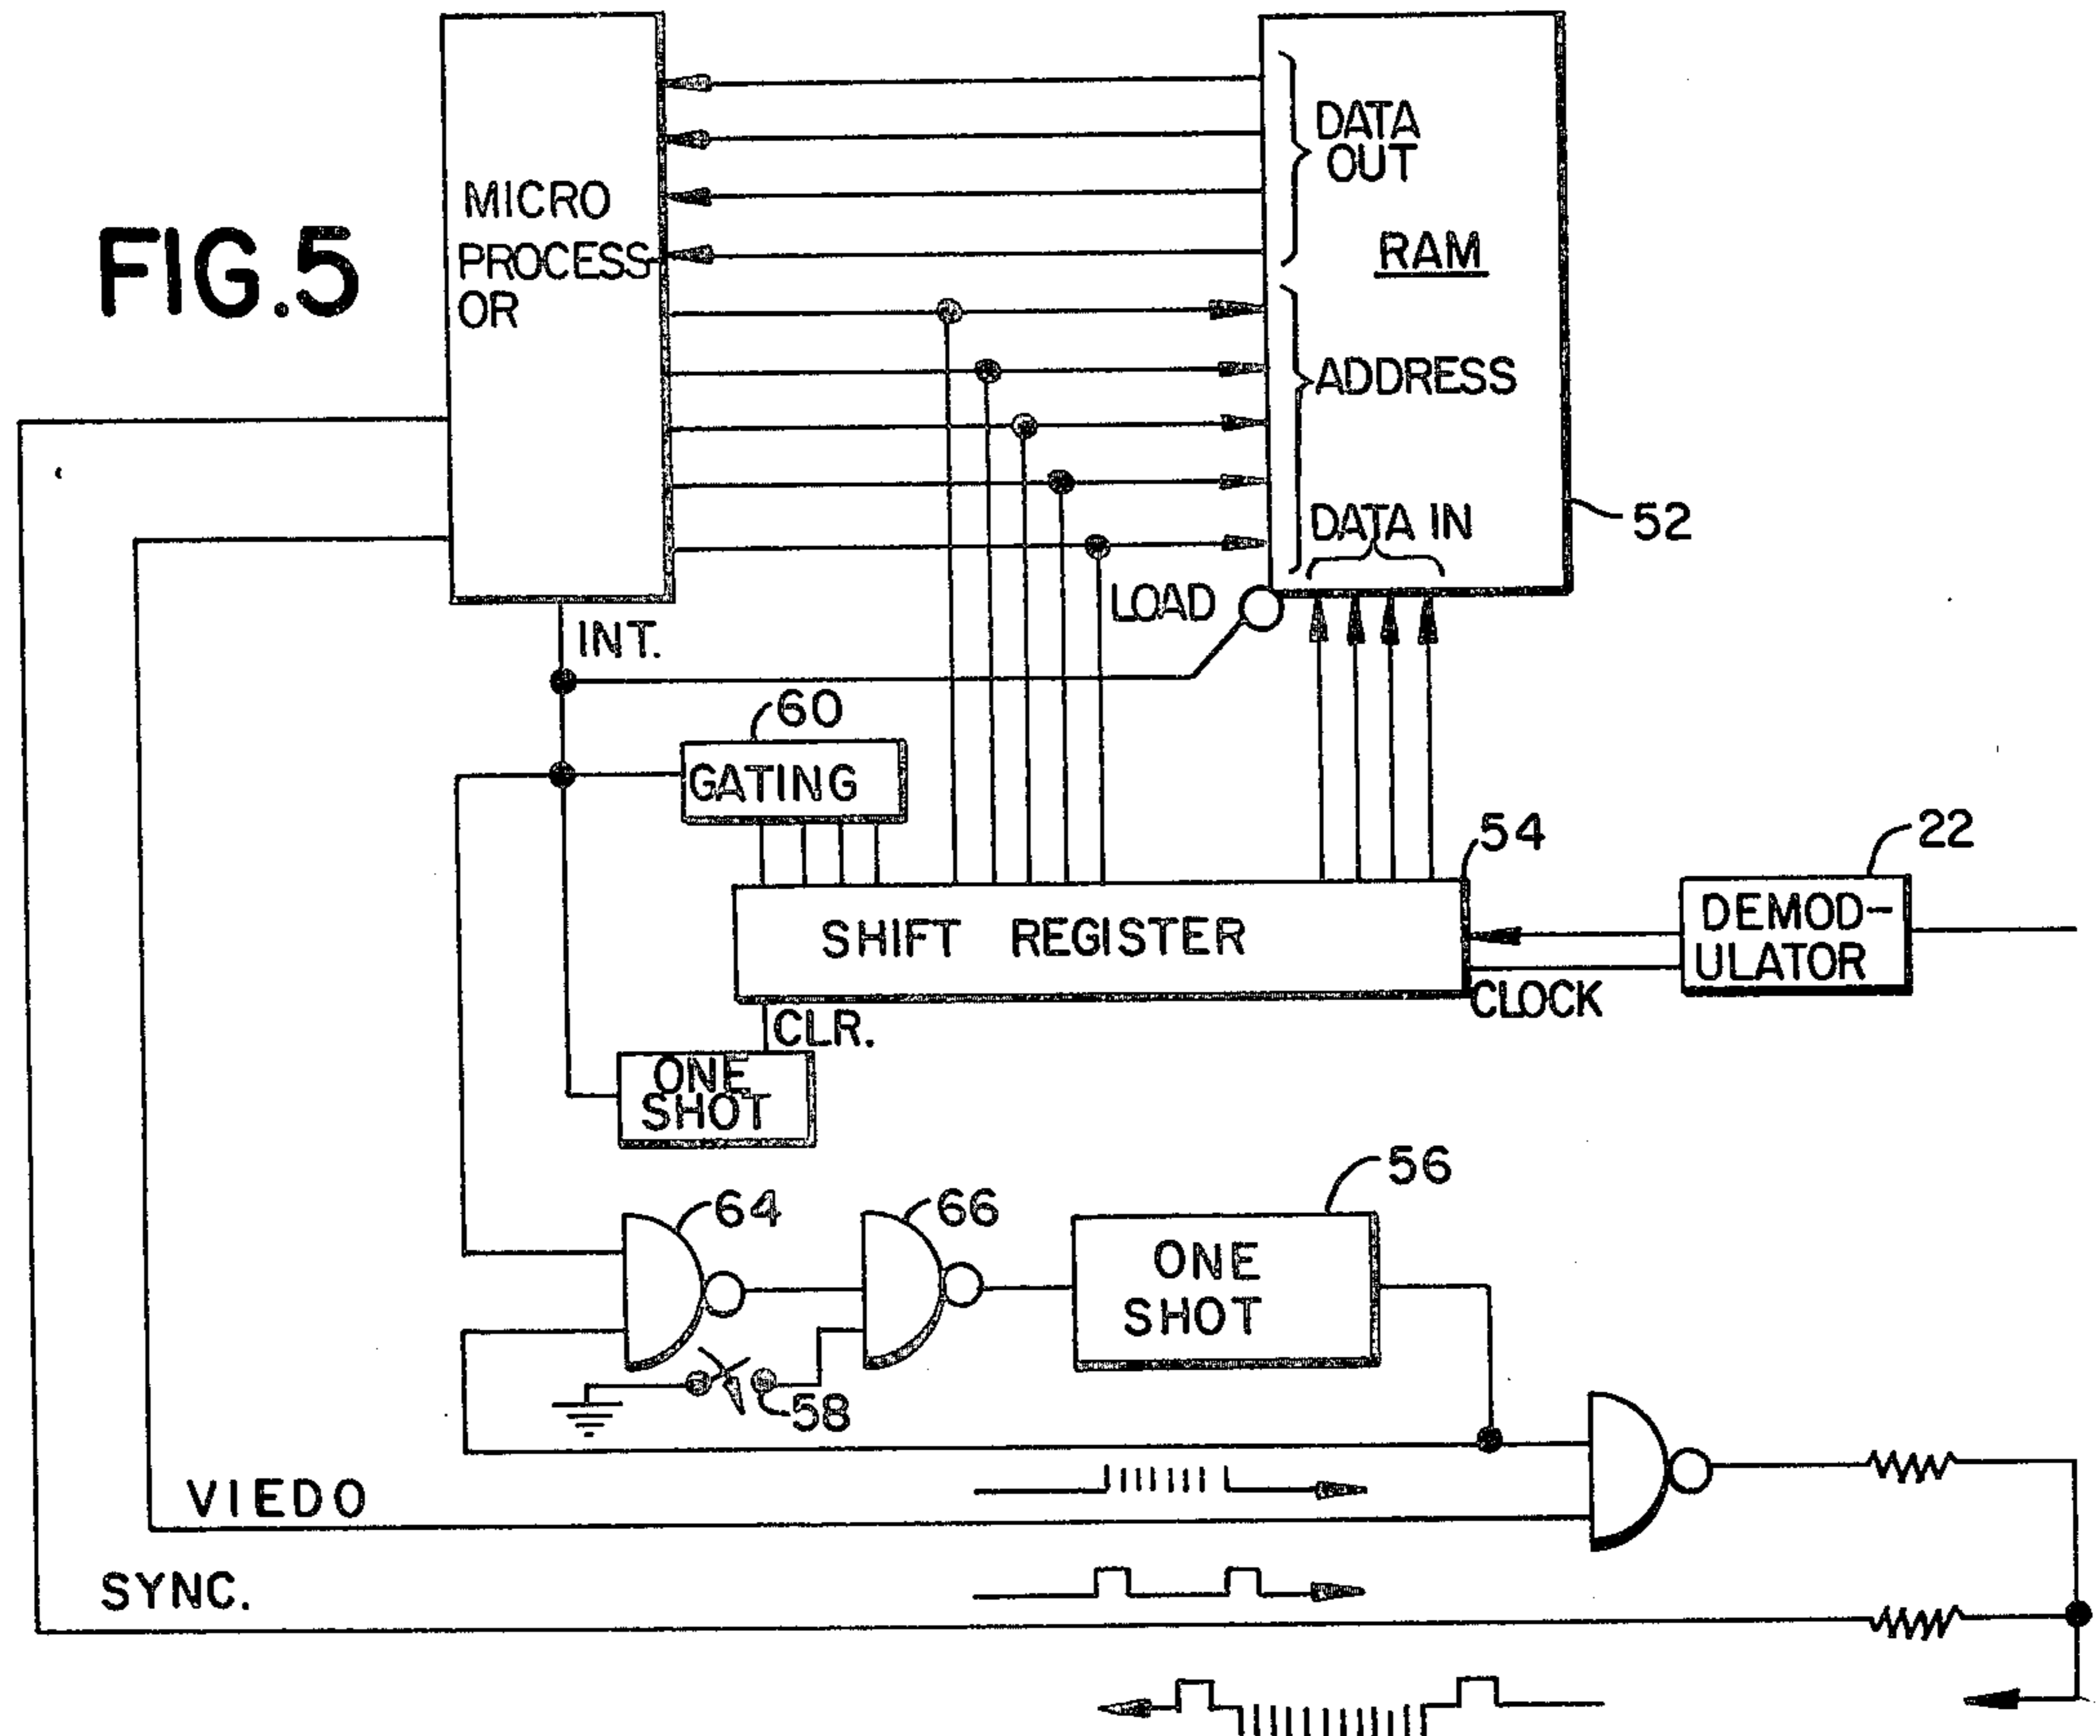 FIG.5
MICRO
PROCESS-
OR
DATA
OUT
RAM
ADDRESS
DATA IN
52
LOAD
INT.
60
GATING
54
22
SHIFT REGISTER
DEMOD-
ULATOR
CLOCK
CLR.
ONE
SHOT
56
64
66
ONE
SHOT
58
VIEDO
SYNC.